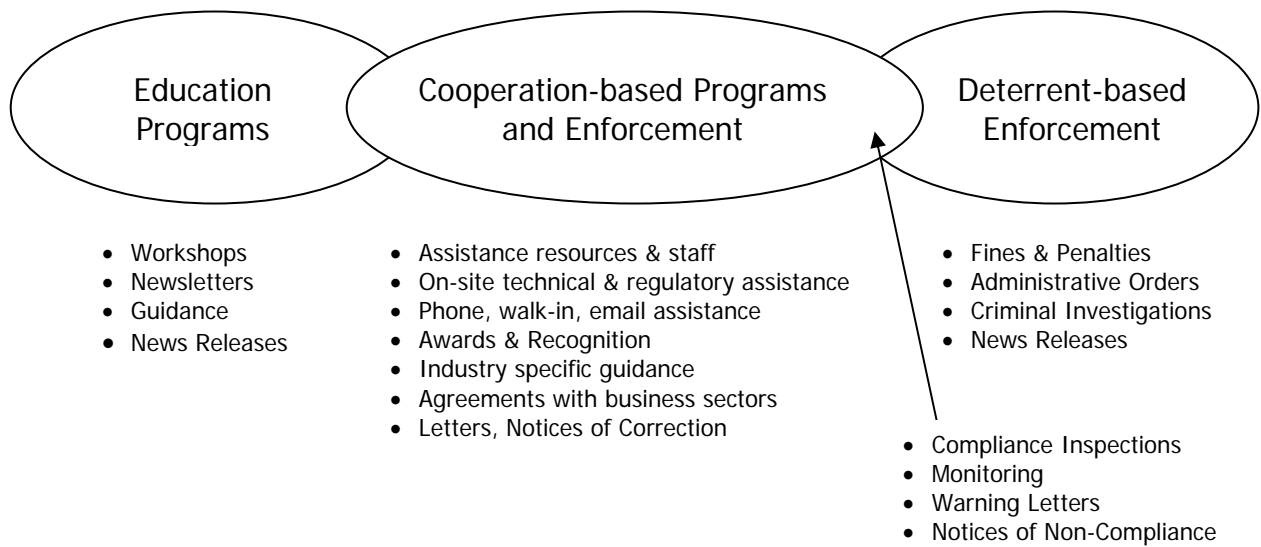 Education
Programs
Cooperation-based Programs
and Enforcement
Deterrent-based
Enforcement
• Workshops
• Newsletters
• Guidance
• News Releases
• Assistance resources & staff
• On-site technical & regulatory assistance
• Phone, walk-in, email assistance
• Awards & Recognition
• Industry specific guidance
• Agreements with business sectors
• Letters, Notices of Correction
• Fines & Penalties
• Administrative Orders
• Criminal Investigations
• News Releases
• Compliance Inspections
• Monitoring
• Warning Letters
• Notices of Non-Compliance